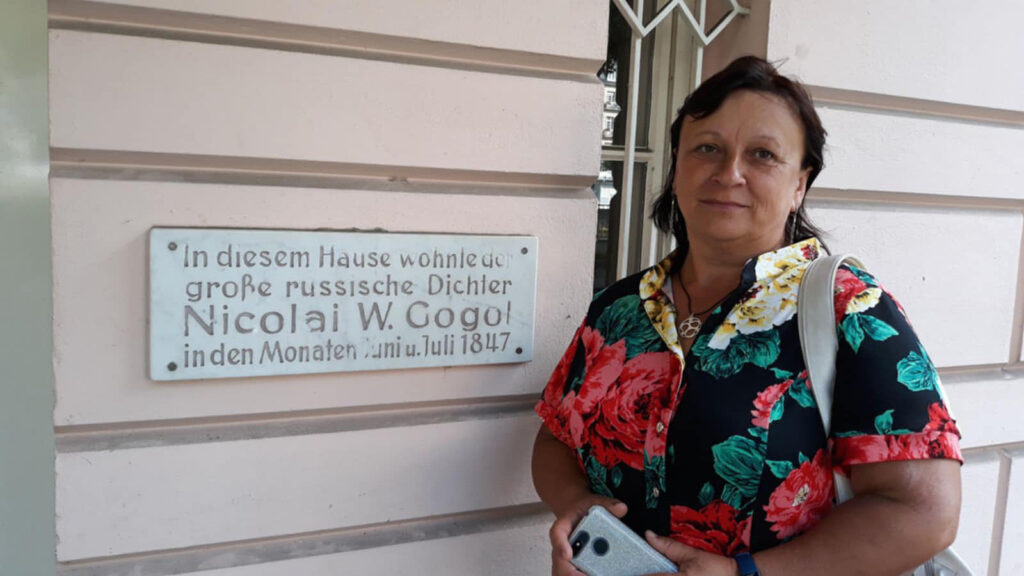 In diesem Hause wohnte der
große russische Dichter
Nicolai W. Gogol
in den Monaten Juni u. Juli 1847